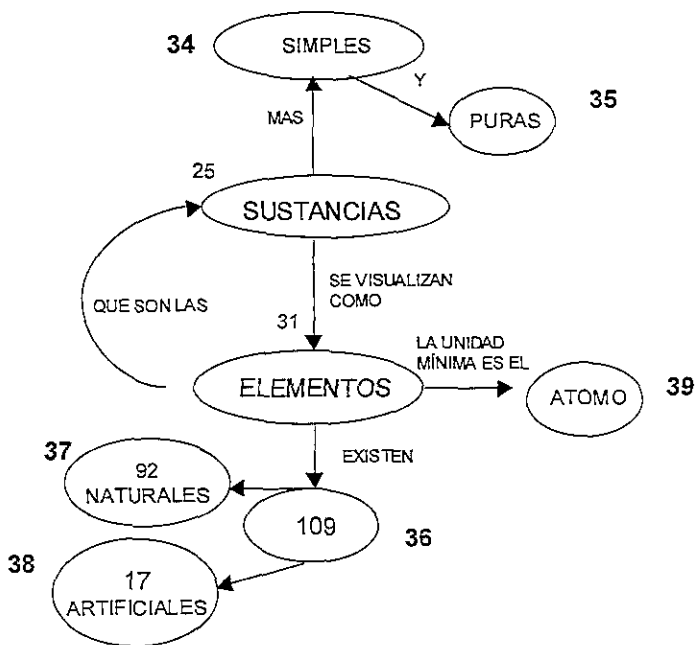 34
SIMPLES
Y
35
PURAS
MAS
25
SUSTANCIAS
SE VISUALIZAN
COMO
QUE SON LAS
31
LA UNIDAD
MÍNIMA ES EL
ELEMENTOS
ATOMO
39
37
EXISTEN
92
NATURALES
109
36
38
17
ARTIFICIALES